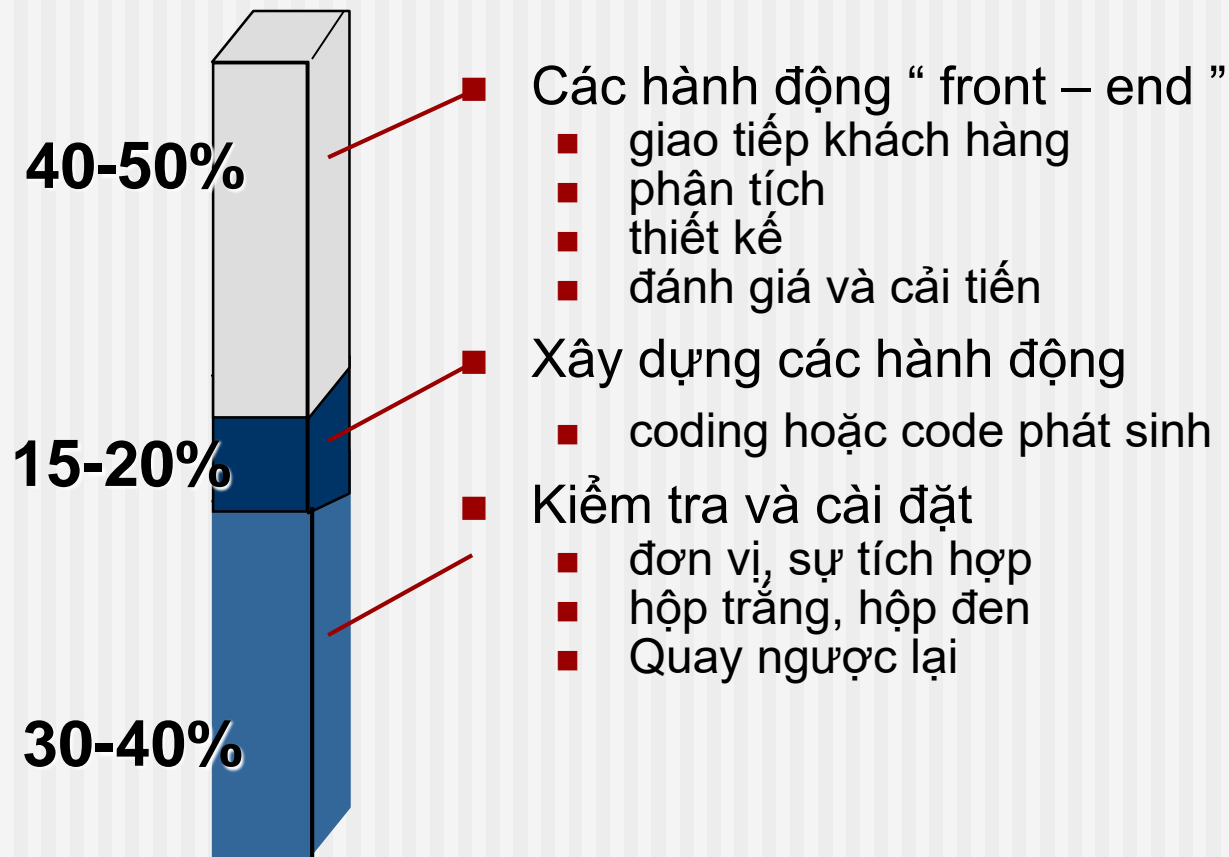 40-50%
15-20%
30-40%
Các hành động “ front – end ”
giao tiếp khách hàng
phân tích
thiết kế
đánh giá và cải tiến
Xây dựng các hành động
coding hoặc code phát sinh
Kiểm tra và cài đặt
đơn vị, sự tích hợp
hộp trắng, hộp đen
Quay ngược lại